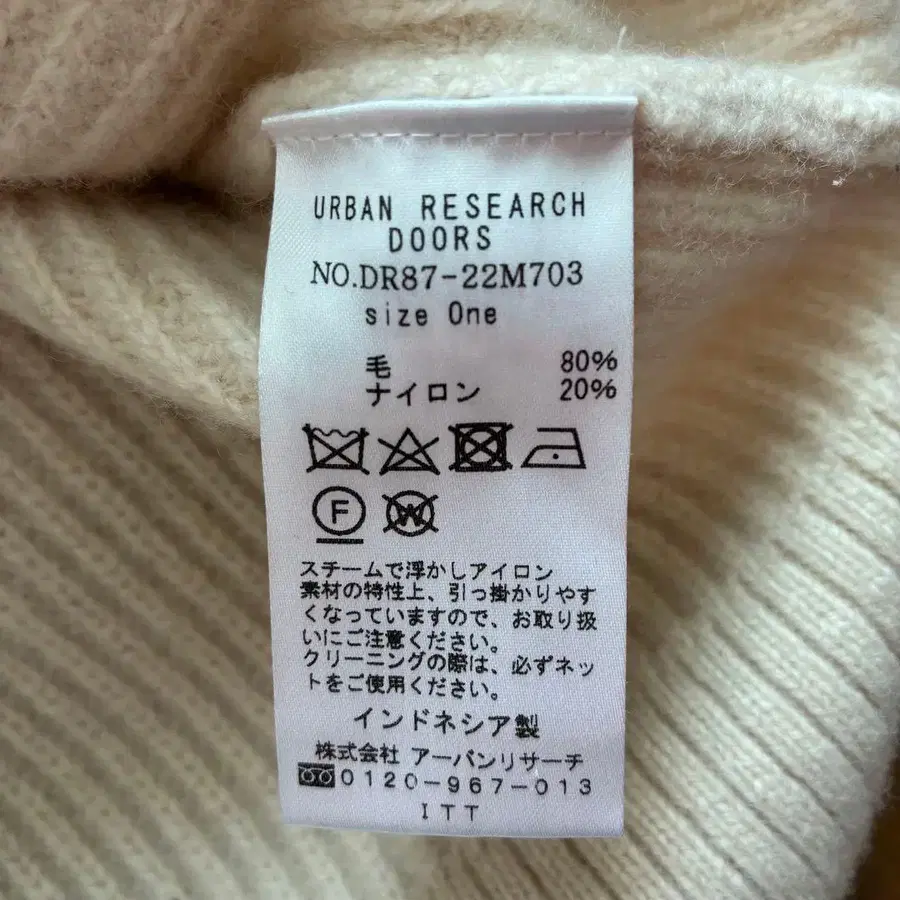 URBAN RESEARCH
DOORS
NO.DR87-22M703
size One
毛 80%
ナイロン 20%
F
W
スチームで浮かしアイロン
素材の特性上、引っ掛かりやす
くなっていますので、お取り扱
いにご注意ください。
クリーニングの際は、必ずネッ
トをご使用ください。
インドネシア製
株式会社 アーバンリサーチ
0120-967-013
ITT